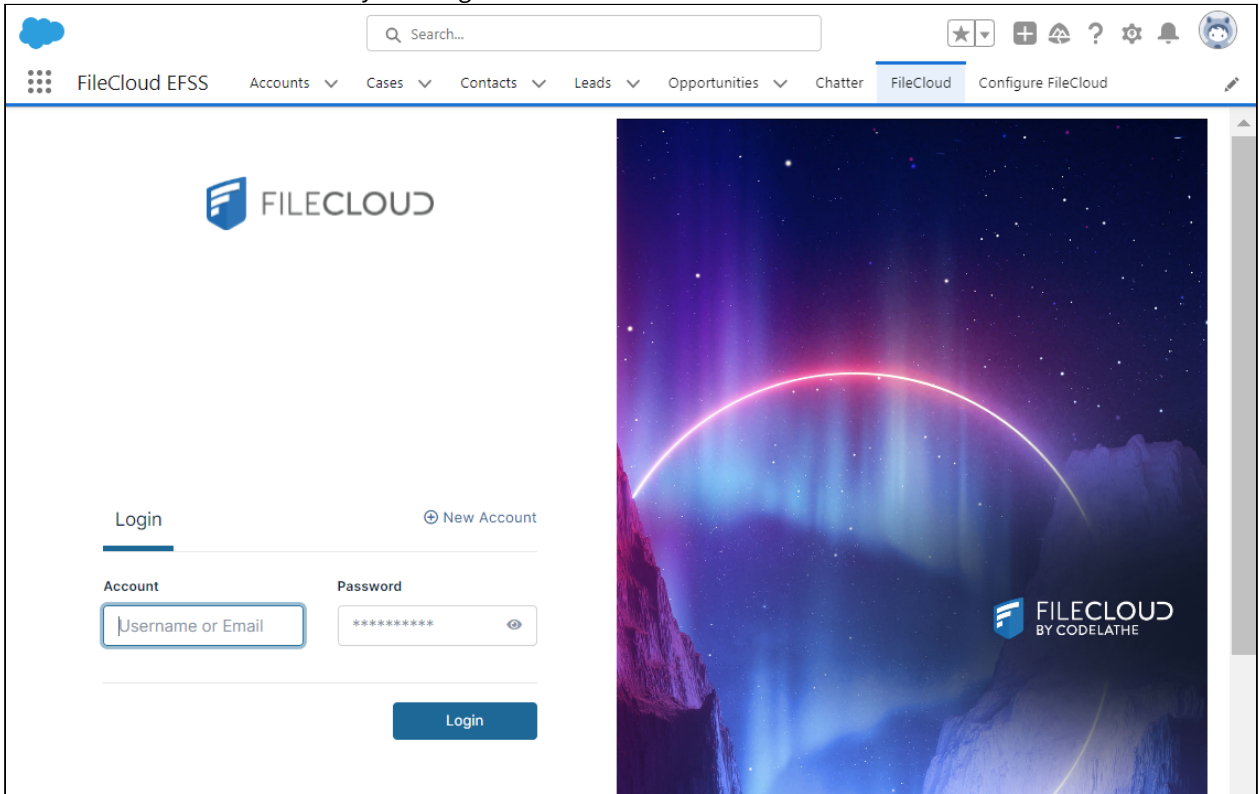 Search...
FileCloud EFSS Accounts Cases Contacts Leads Opportunities Chatter FileCloud Configure FileCloud
FILECLOUD
Login New Account
Account Password
Username or Email **********
Login
FILECLOUD
BY CODELATHE